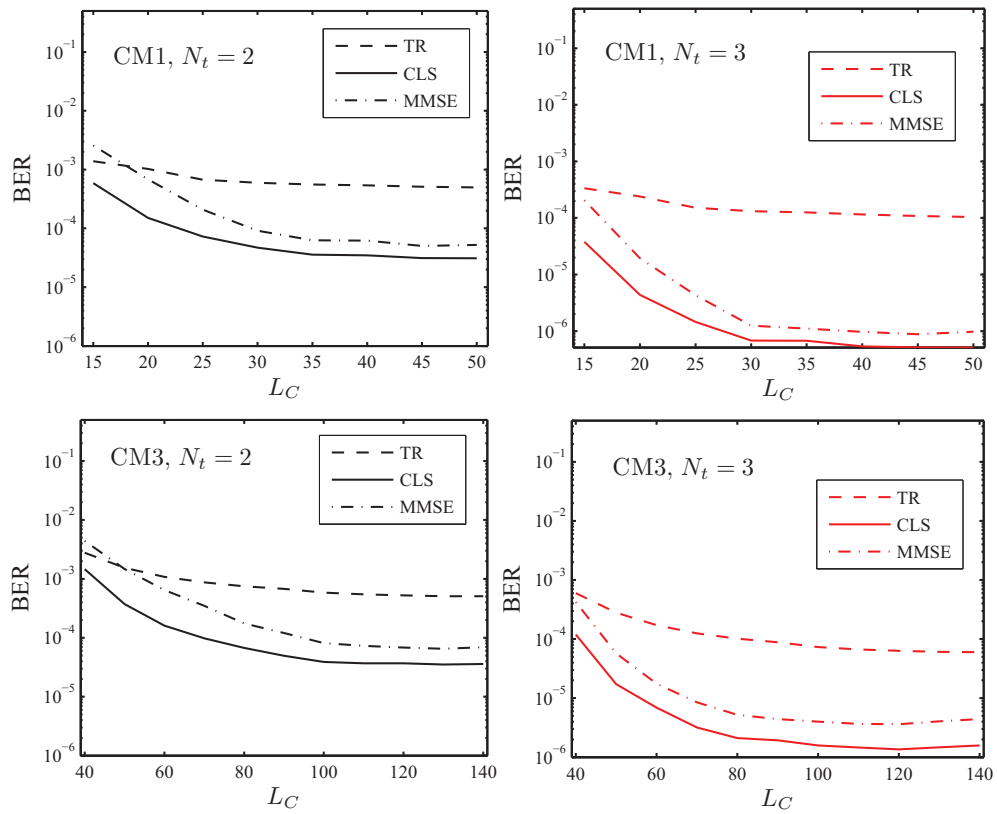 CM1, N_t = 2
TR
CLS
MMSE
BER
10^{-1}
10^{-2}
10^{-3}
10^{-4}
10^{-5}
10^{-6}
15 20 25 30 35 40 45 50
L_C
CM1, N_t = 3
TR
CLS
MMSE
BER
10^{-1}
10^{-2}
10^{-3}
10^{-4}
10^{-5}
10^{-6}
15 20 25 30 35 40 45 50
L_C
CM3, N_t = 2
TR
CLS
MMSE
BER
10^{-1}
10^{-2}
10^{-3}
10^{-4}
10^{-5}
10^{-6}
40 60 80 100 120 140
L_C
CM3, N_t = 3
TR
CLS
MMSE
BER
10^{-1}
10^{-2}
10^{-3}
10^{-4}
10^{-5}
10^{-6}
40 60 80 100 120 140
L_C